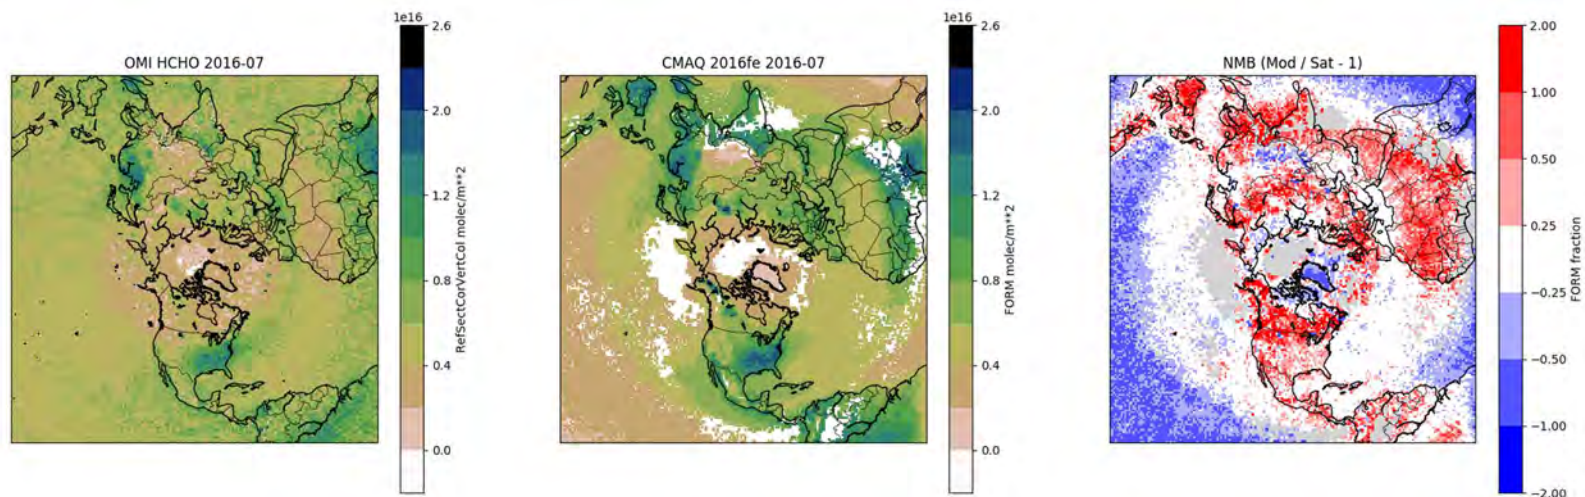 1e16
2.6
OMI HCHO 2016-07
2.0
1.2
0.8
0.4
0.0
RefSectCorVertCol molec/m**2
1e16
2.6
CMAQ 2016fe 2016-07
2.0
1.2
0.8
0.4
0.0
FORM molec/m**2
2.00
NMB (Mod / Sat - 1)
1.00
0.50
0.25
−0.25
−0.50
−1.00
−2.00
FORM fraction